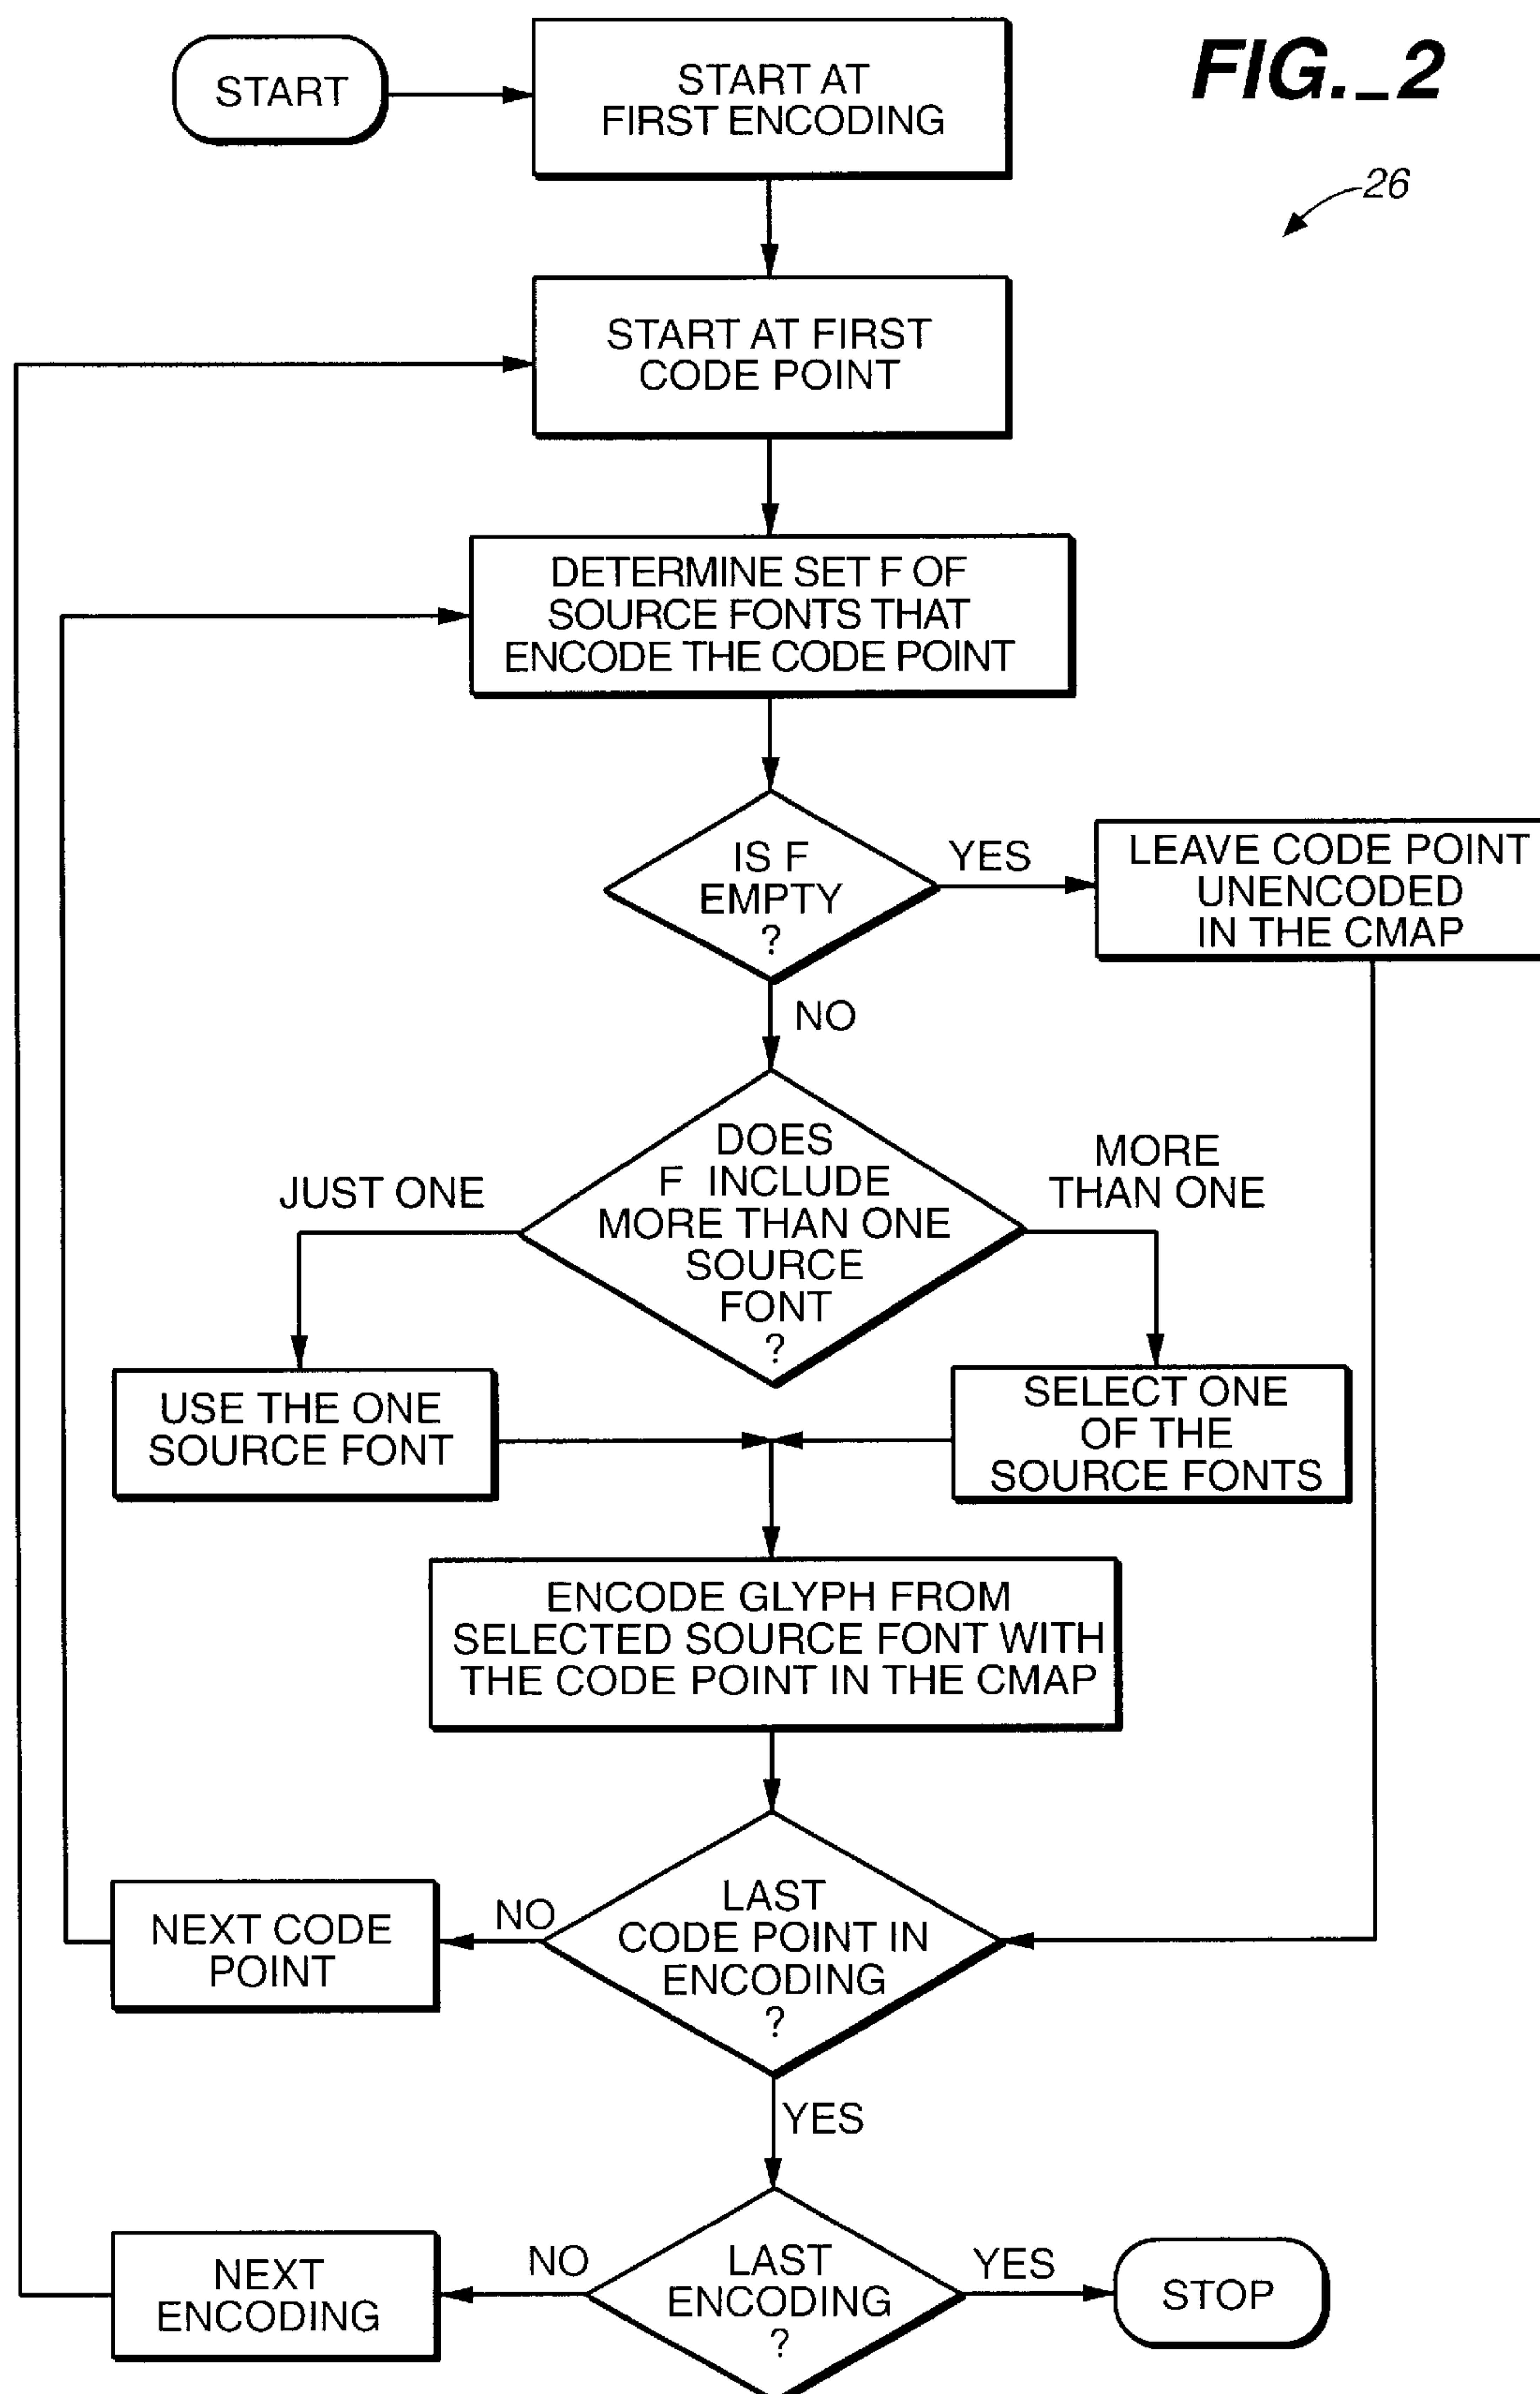 FIG._2
26
START
START AT
FIRST ENCODING
START AT FIRST
CODE POINT
DETERMINE SET F OF
SOURCE FONTS THAT
ENCODE THE CODE POINT
IS F
EMPTY
?
YES
LEAVE CODE POINT
UNENCODED
IN THE CMAP
NO
DOES
F INCLUDE
MORE THAN ONE
SOURCE
FONT
?
JUST ONE
MORE
THAN ONE
USE THE ONE
SOURCE FONT
SELECT ONE
OF THE
SOURCE FONTS
ENCODE GLYPH FROM
SELECTED SOURCE FONT WITH
THE CODE POINT IN THE CMAP
LAST
CODE POINT IN
ENCODING
?
NO
NEXT CODE
POINT
YES
LAST
ENCODING
?
NO
NEXT
ENCODING
YES
STOP